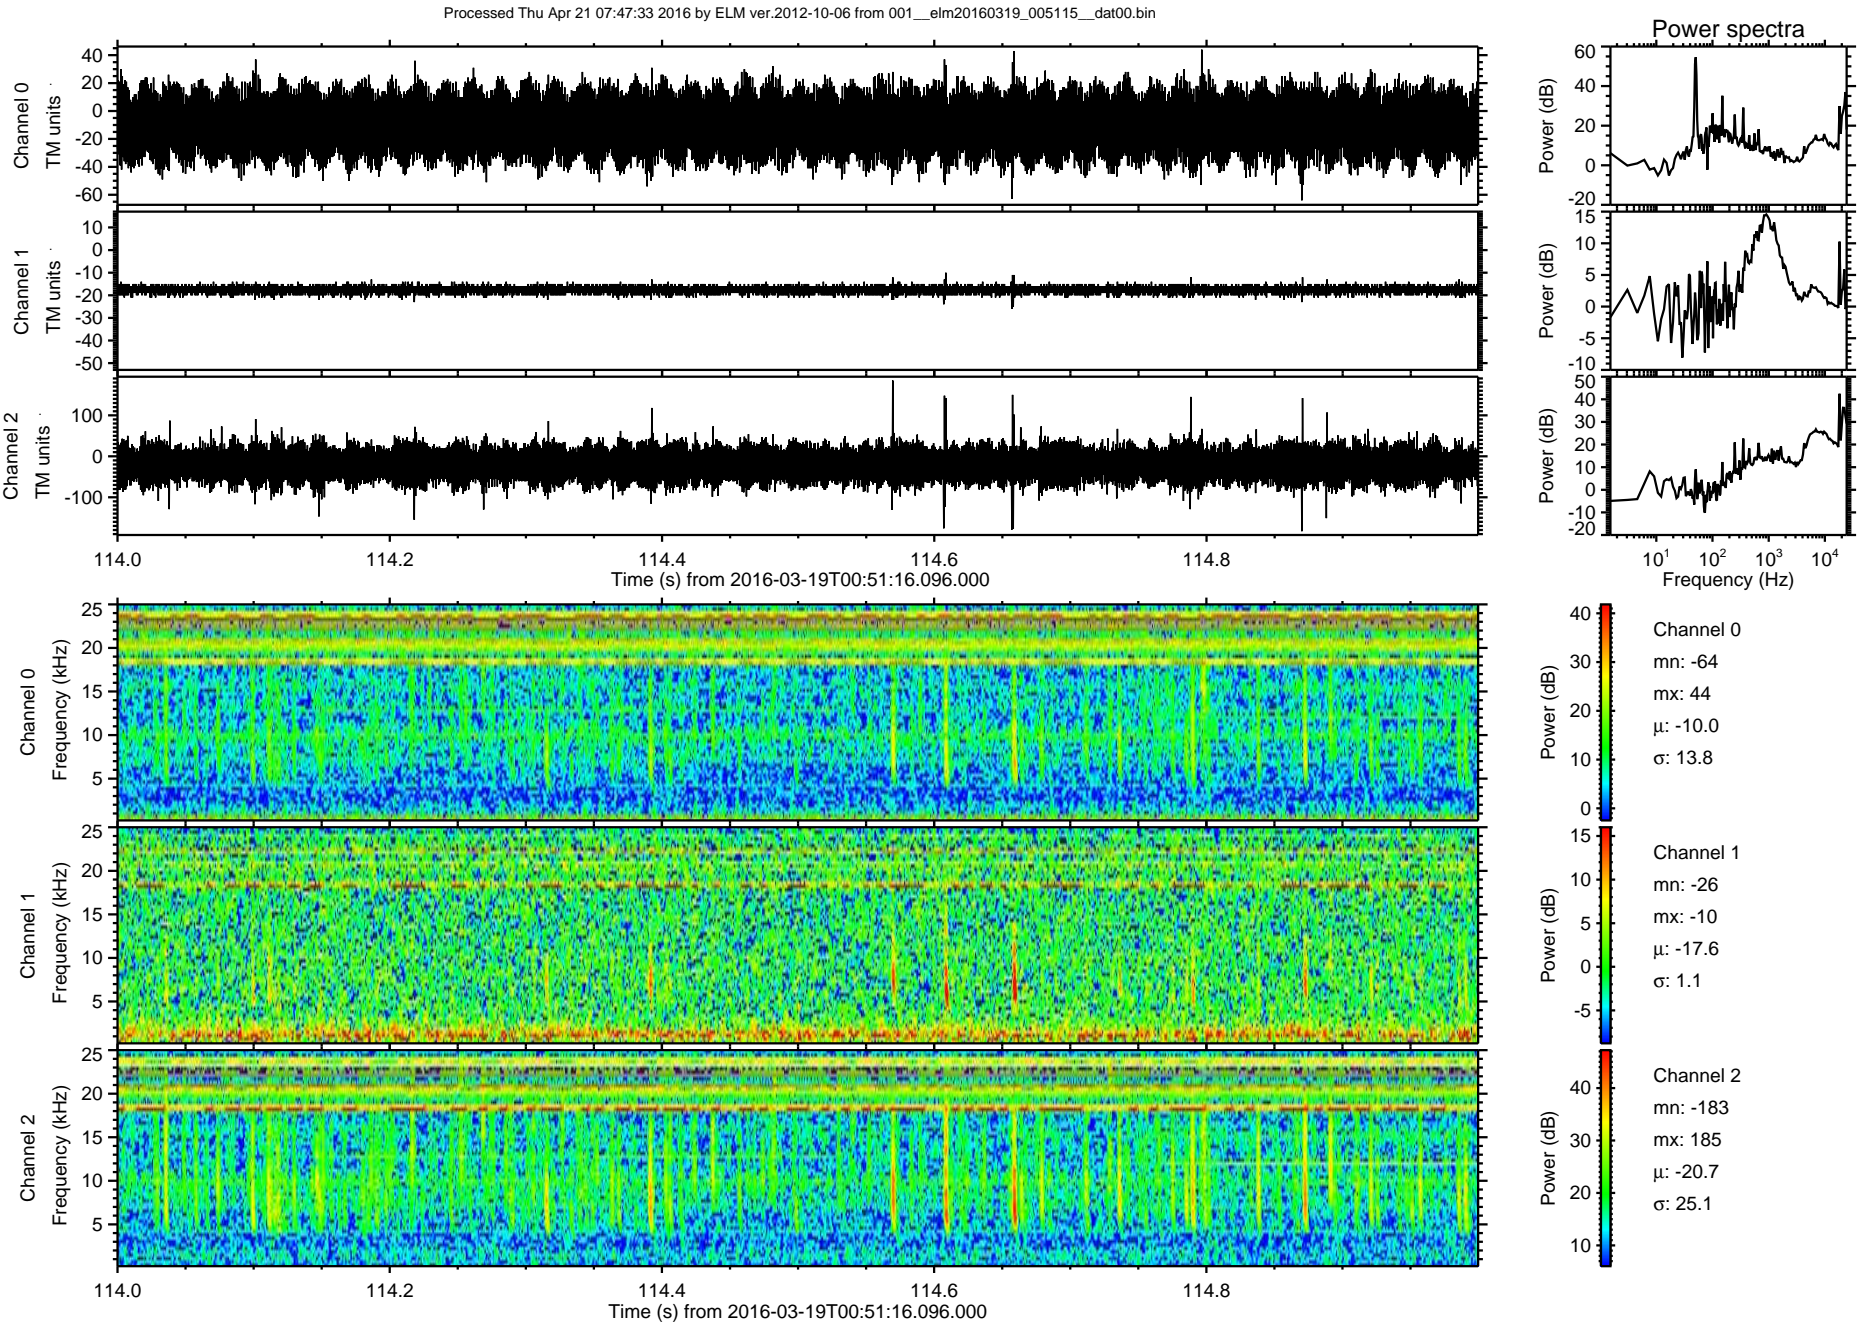 Processed Thu Apr 21 07:47:33 2016 by ELM ver.2012-10-06 from 001__elm20160319_005115__dat00.bin
Power spectra
Channel 0
TM units
40
20
0
-20
-40
-60
Power (dB)
60
40
20
0
-20
Channel 1
TM units
10
0
-10
-20
-30
-40
-50
Power (dB)
15
10
5
0
-5
-10
Channel 2
TM units
100
0
-100
Power (dB)
50
40
30
20
10
0
-10
-20
114.0 114.2 114.4 114.6 114.8
Time (s) from 2016-03-19T00:51:16.096.000
10^1 10^2 10^3 10^4
Frequency (Hz)
Channel 0
Frequency (kHz)
25
20
15
10
5
Power (dB)
40
30
20
10
0
Channel 0
mn: -64
mx: 44
μ: -10.0
σ: 13.8
Channel 1
Frequency (kHz)
25
20
15
10
5
Power (dB)
15
10
5
0
-5
Channel 1
mn: -26
mx: -10
μ: -17.6
σ: 1.1
Channel 2
Frequency (kHz)
25
20
15
10
5
Power (dB)
40
30
20
10
Channel 2
mn: -183
mx: 185
μ: -20.7
σ: 25.1
114.0 114.2 114.4 114.6 114.8
Time (s) from 2016-03-19T00:51:16.096.000